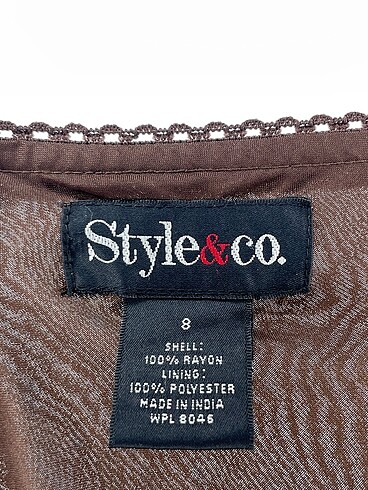 Style&co.
8
SHELL:
100% RAYON
LINING:
100% POLYESTER
MADE IN INDIA
WPL 8046